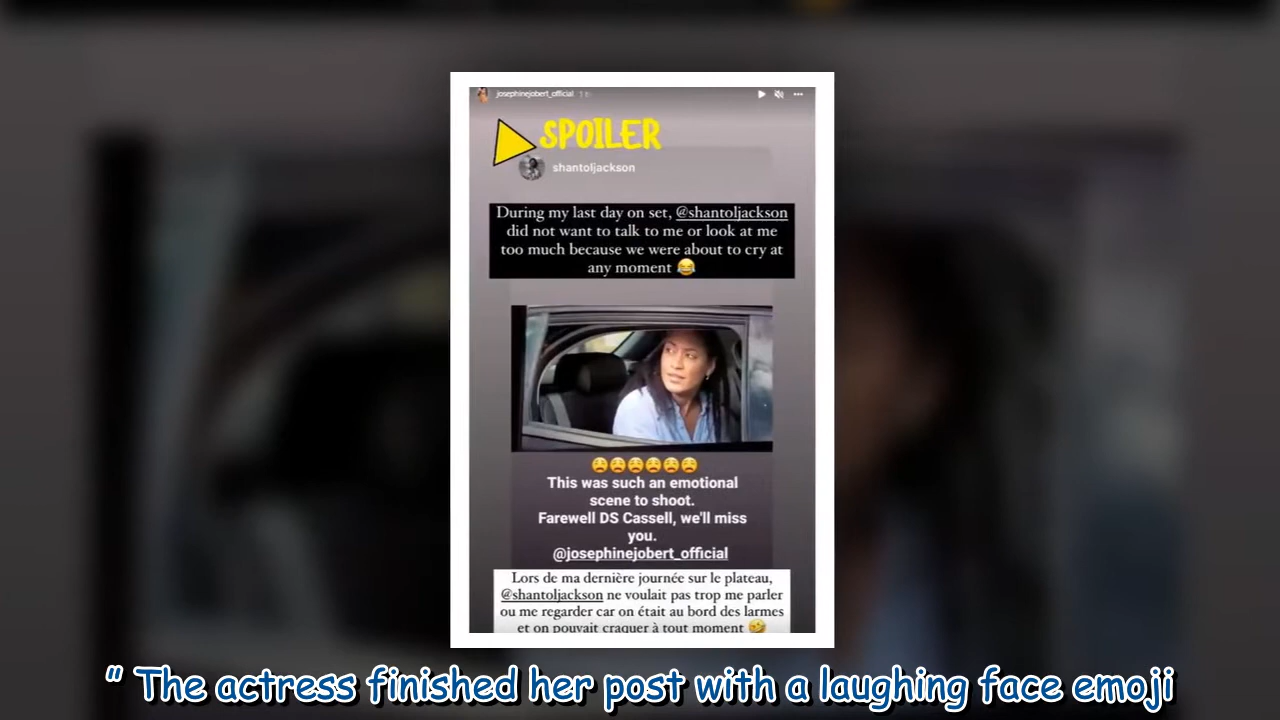 josephinejobert_official
SPOILER
shantoljackson
During my last day on set, @shantoljackson
did not want to talk to me or look at me
too much because we were about to cry at
any moment 😂
😩😩😩😩😩😩
This was such an emotional
scene to shoot.
Farewell DS Cassell, we'll miss
you.
@josephinejobert_official
Lors de ma dernière journée sur le plateau,
@shantoljackson ne voulait pas trop me parler
ou me regarder car on était au bord des larmes
et on pouvait craquer à tout moment 🤣
” The actress finished her post with a laughing face emoji